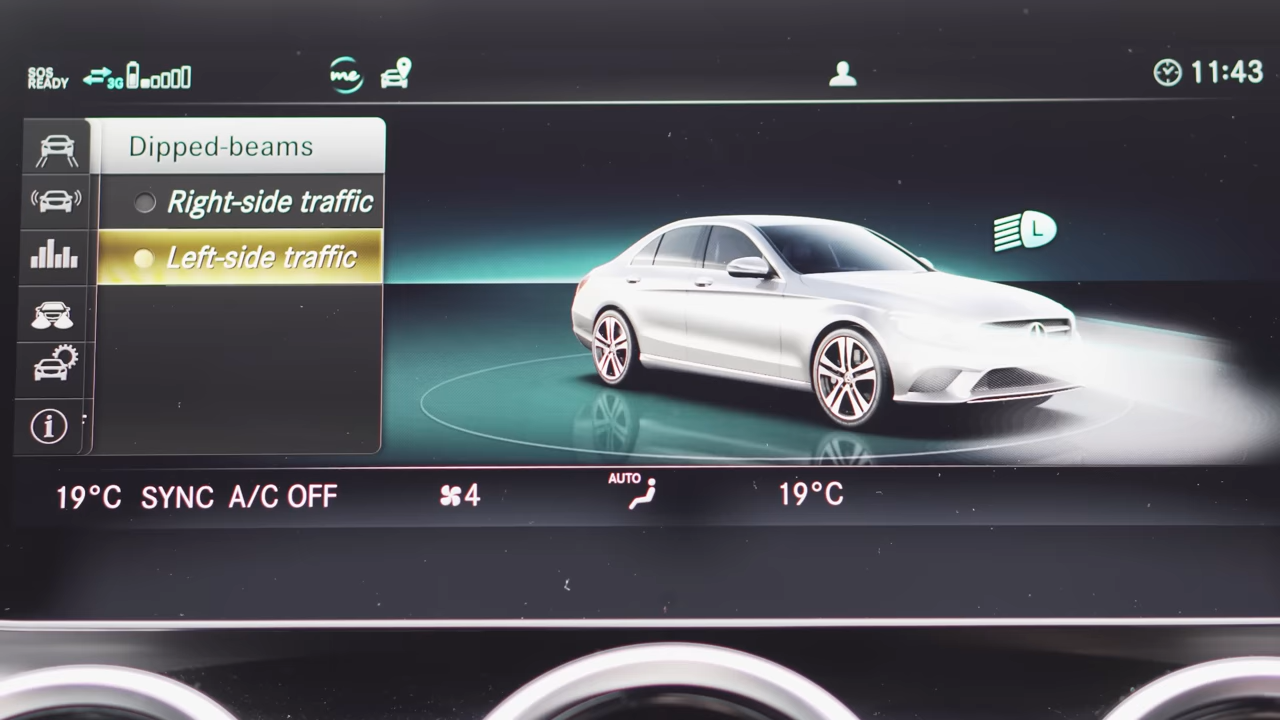 SOS
READY
3G
me
11:43
Dipped-beams
Right-side traffic
Left-side traffic
L
19°C SYNC A/C OFF
4
AUTO
19°C